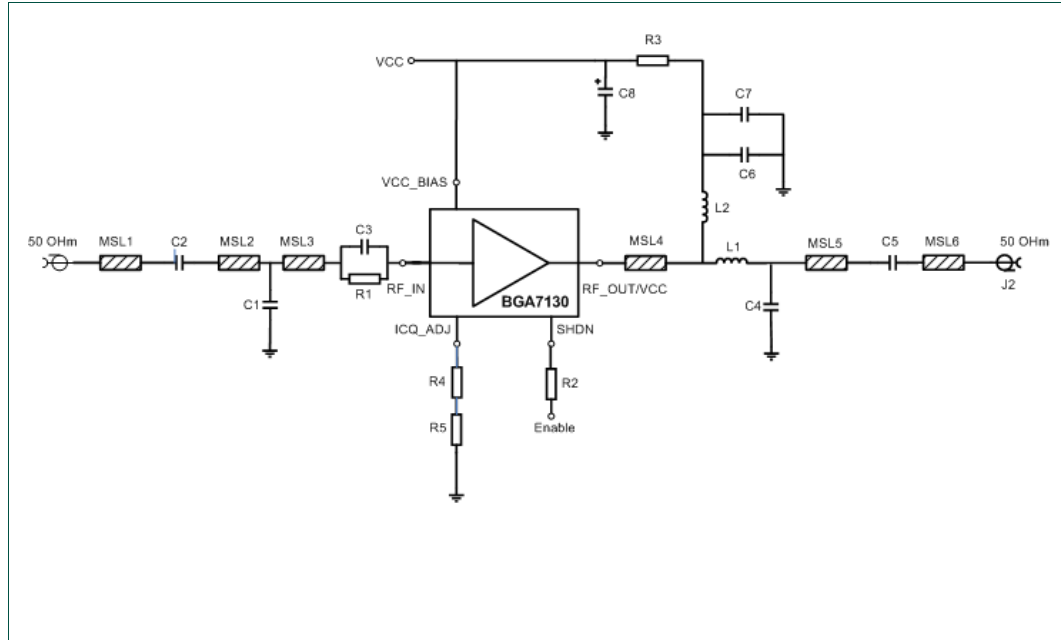 R3
VCC
C8
C7
C6
VCC_BIAS
L2
50 OHm
MSL1
C2
MSL2
MSL3
C3
MSL4
L1
MSL5
C5
MSL6
50 OHm
R1
RF_IN
BGA7130
RF_OUT/VCC
J2
C1
C4
ICQ_ADJ
SHDN
R4
R2
R5
Enable